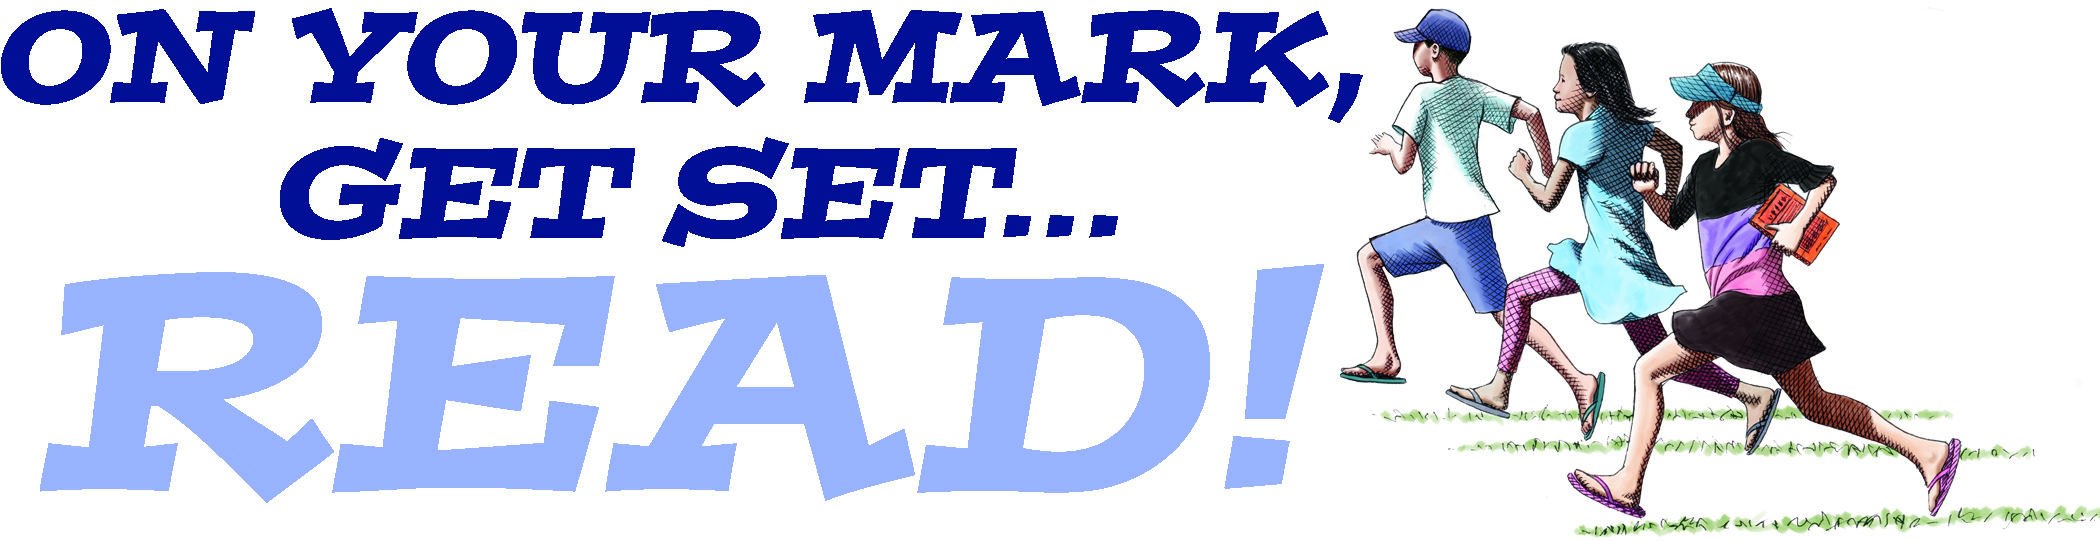 ON YOUR MARK,
GET SET...
READ!